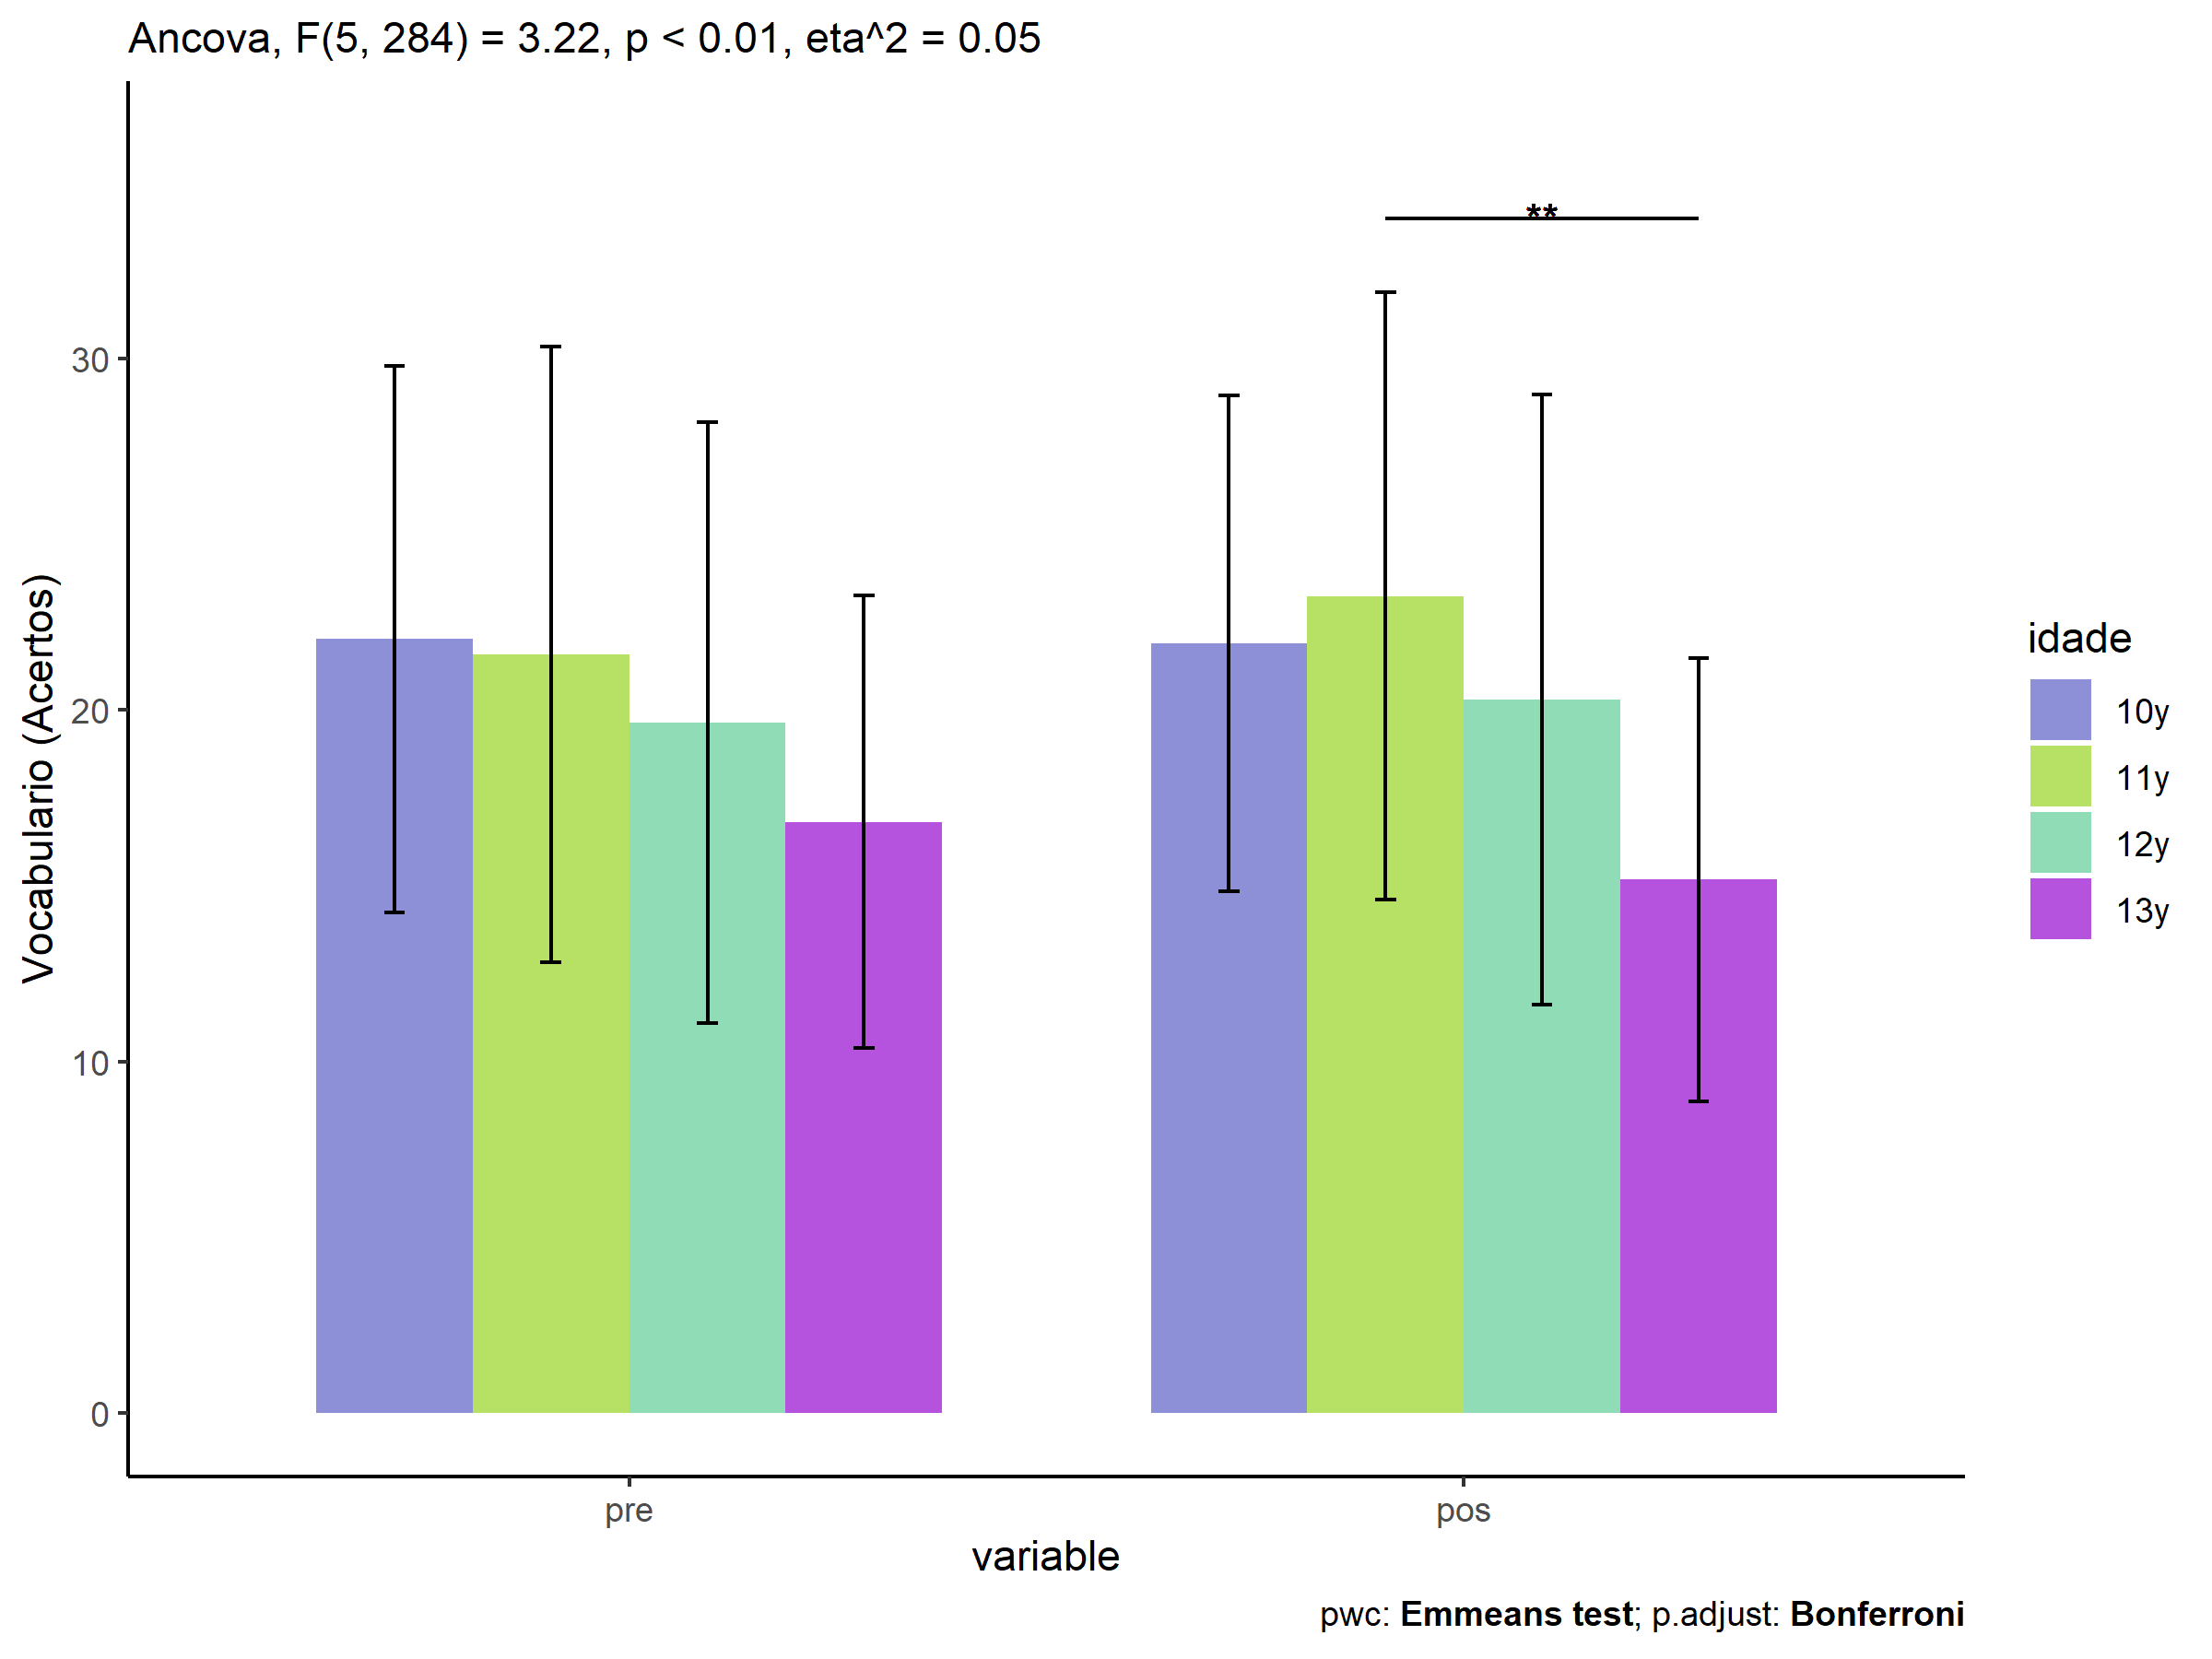 Ancova, F(5, 284) = 3.22, p < 0.01, eta^2 = 0.05
**
30
20
10
0
Vocabulario (Acertos)
pre
pos
variable
idade
10y
11y
12y
13y
pwc: Emmeans test; p.adjust: Bonferroni